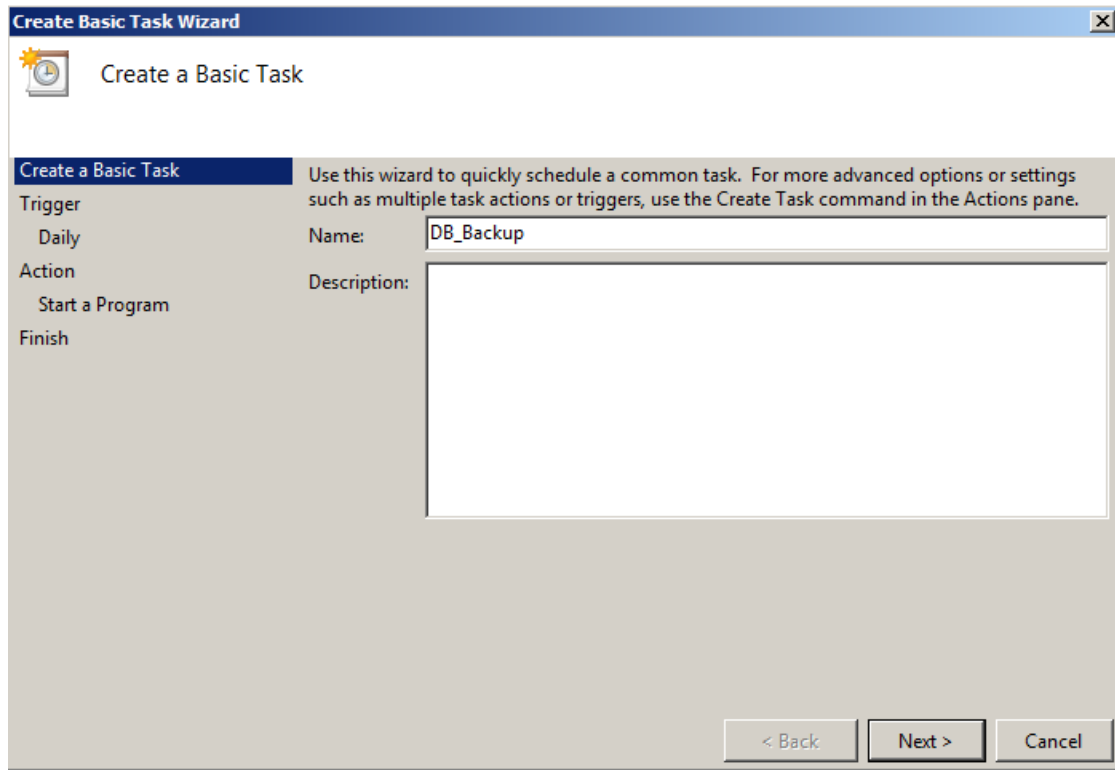 Create Basic Task Wizard
Create a Basic Task
Create a Basic Task
Trigger
Daily
Action
Start a Program
Finish
Use this wizard to quickly schedule a common task.  For more advanced options or settings
such as multiple task actions or triggers, use the Create Task command in the Actions pane.
Name: DB_Backup
Description:
< Back Next > Cancel